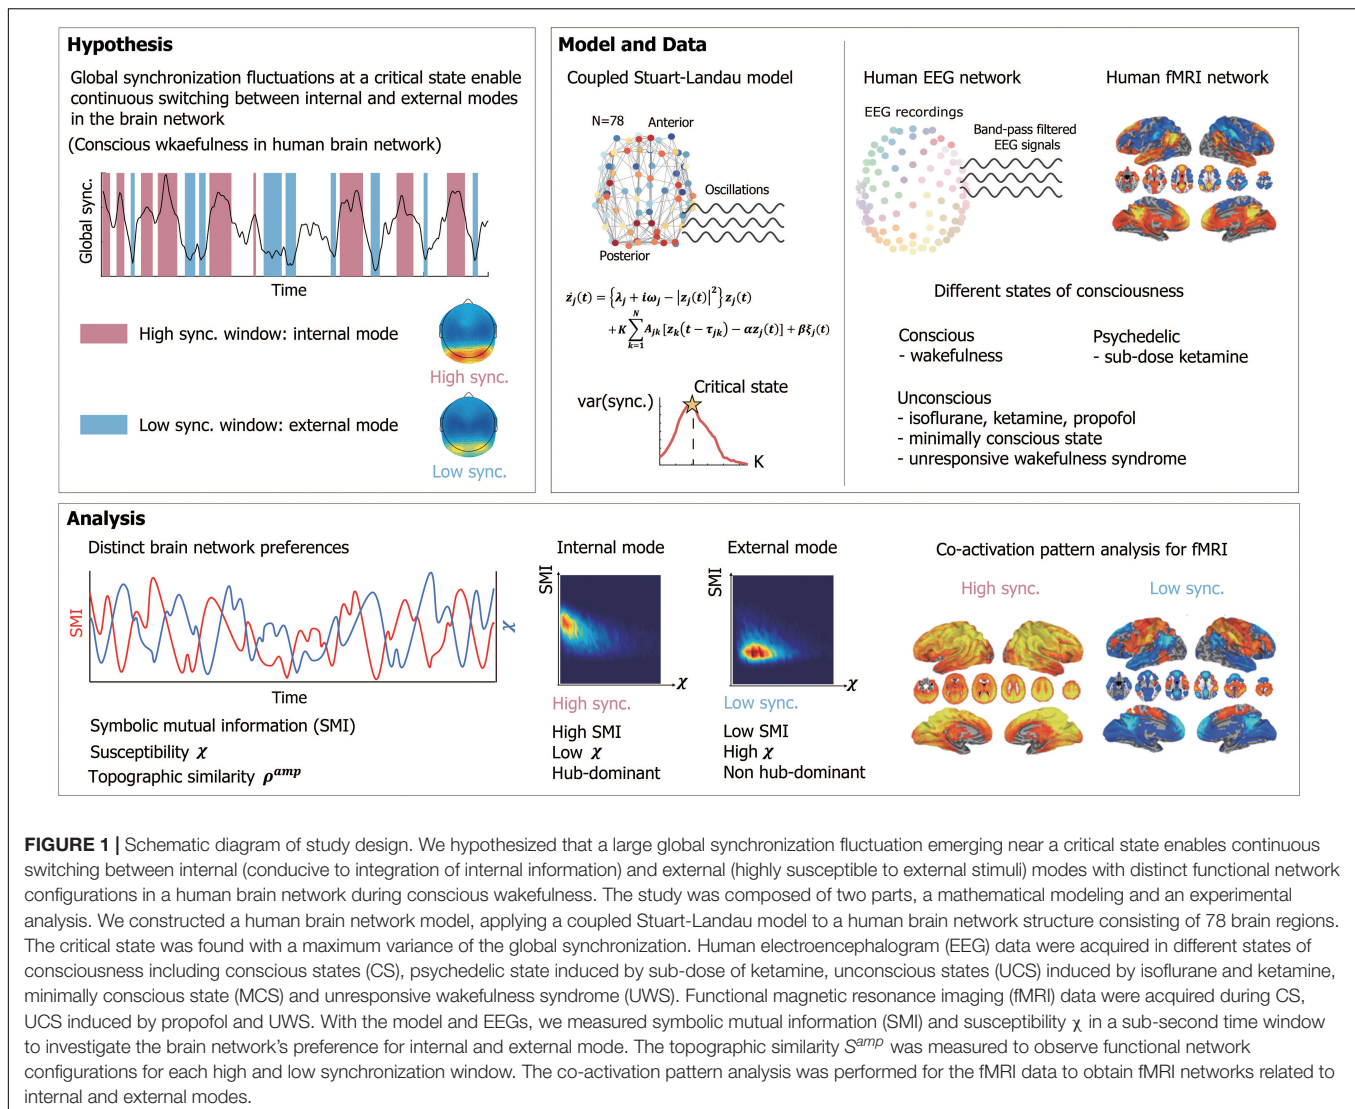 Hypothesis
Global synchronization fluctuations at a critical state enable
continuous switching between internal and external modes
in the brain network
(Conscious wkaefulness in human brain network)
Global sync.
Time
High sync. window: internal mode
High sync.
Low sync. window: external mode
Low sync.
Model and Data
Coupled Stuart-Landau model
N=78
Anterior
Oscillations
Posterior
żⱼ(t) = {λⱼ + iωⱼ − |zⱼ(t)|²} zⱼ(t)
+ K ∑ₖ₌₁ᴺ Aⱼₖ [zₖ(t − τⱼₖ) − αzⱼ(t)] + βξⱼ(t)
Critical state
var(sync.)
K
Human EEG network
EEG recordings
Band-pass filtered
EEG signals
Human fMRI network
Different states of consciousness
Conscious
- wakefulness
Psychedelic
- sub-dose ketamine
Unconscious
- isoflurane, ketamine, propofol
- minimally conscious state
- unresponsive wakefulness syndrome
Analysis
Distinct brain network preferences
SMI
χ
Time
Symbolic mutual information (SMI)
Susceptibility χ
Topographic similarity ρᵃᵐᵖ
Internal mode
SMI
χ
High sync.
High SMI
Low χ
Hub-dominant
External mode
SMI
χ
Low sync.
Low SMI
High χ
Non hub-dominant
Co-activation pattern analysis for fMRI
High sync.
Low sync.
FIGURE 1 | Schematic diagram of study design. We hypothesized that a large global synchronization fluctuation emerging near a critical state enables continuous
switching between internal (conducive to integration of internal information) and external (highly susceptible to external stimuli) modes with distinct functional network
configurations in a human brain network during conscious wakefulness. The study was composed of two parts, a mathematical modeling and an experimental
analysis. We constructed a human brain network model, applying a coupled Stuart-Landau model to a human brain network structure consisting of 78 brain regions.
The critical state was found with a maximum variance of the global synchronization. Human electroencephalogram (EEG) data were acquired in different states of
consciousness including conscious states (CS), psychedelic state induced by sub-dose of ketamine, unconscious states (UCS) induced by isoflurane and ketamine,
minimally conscious state (MCS) and unresponsive wakefulness syndrome (UWS). Functional magnetic resonance imaging (fMRI) data were acquired during CS,
UCS induced by propofol and UWS. With the model and EEGs, we measured symbolic mutual information (SMI) and susceptibility χ in a sub-second time window
to investigate the brain network's preference for internal and external mode. The topographic similarity Sᵃᵐᵖ was measured to observe functional network
configurations for each high and low synchronization window. The co-activation pattern analysis was performed for the fMRI data to obtain fMRI networks related to
internal and external modes.